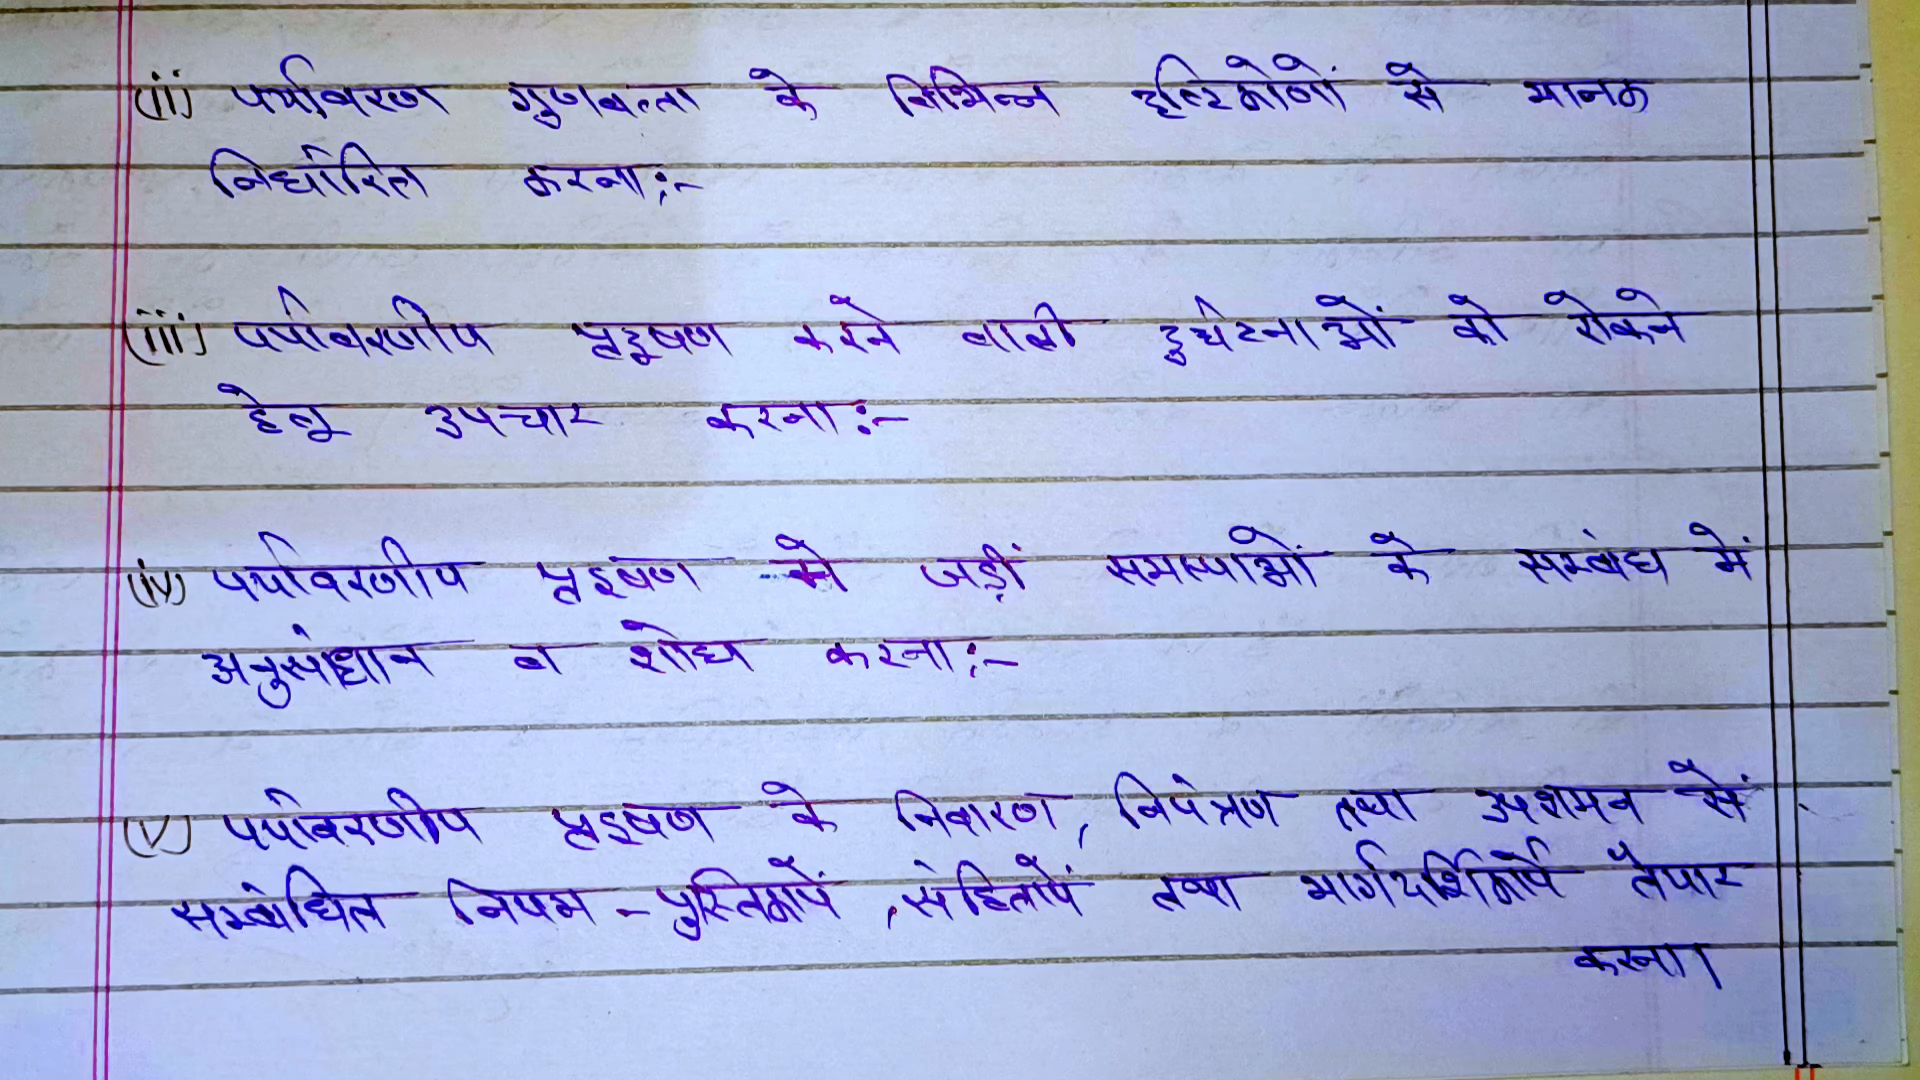 (ii) पर्यावरण गुणवत्ता के विभिन्न दृष्टिकोणों से मानक
निर्धारित करना:-
(iii) पर्यावरणीय प्रदूषण करने वाली दुर्घटनाओं को रोकने
हेतु उपचार करना:-
(iv) पर्यावरणीय प्रदूषण से जड़ीं समस्याओं के सम्बंध में
अनुसंधान व शोध करना:-
(v) पर्यावरणीय प्रदूषण के निवारण, नियंत्रण तथा उपशमन सें
सम्बंधित नियम - पुस्तिकायें, संहितायें तथा मार्गदर्शिकायें तैयार
करना।